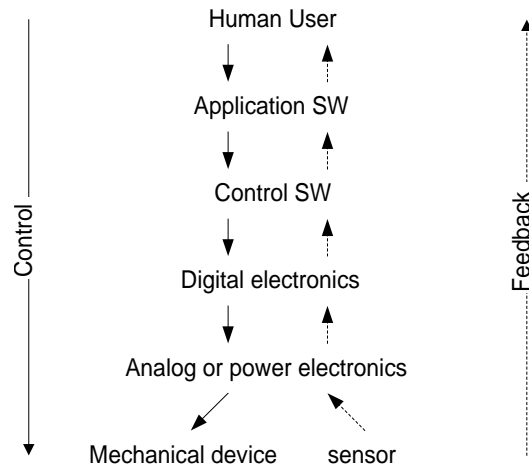 Human User
Application SW
Control SW
Control
Feedback
Digital electronics
Analog or power electronics
Mechanical device
sensor